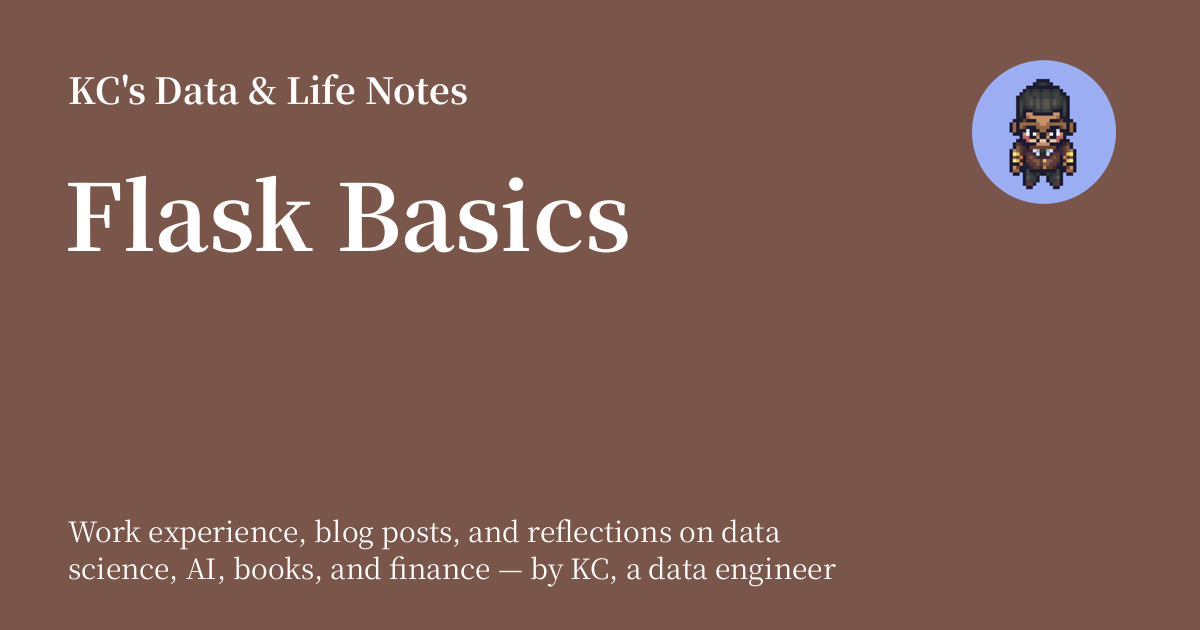 KC's Data & Life Notes
Flask Basics
Work experience, blog posts, and reflections on data
science, AI, books, and finance — by KC, a data engineer